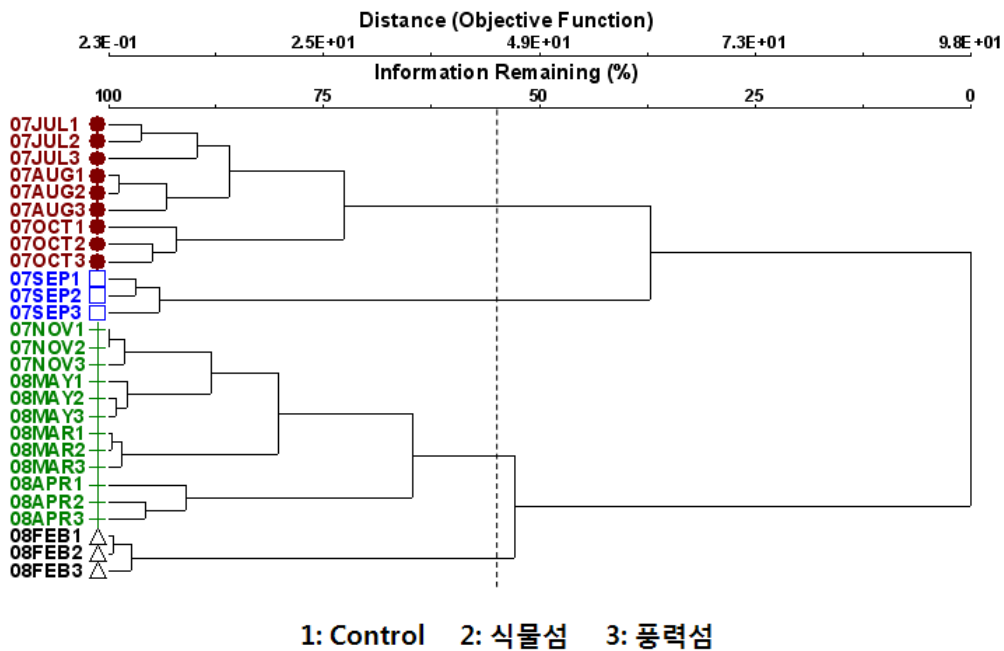 Distance (Objective Function)
2.3E-01 2.5E+01 4.9E+01 7.3E+01 9.8E+01
Information Remaining (%)
100 75 50 25 0
07JUL1
07JUL2
07JUL3
07AUG1
07AUG2
07AUG3
07OCT1
07OCT2
07OCT3
07SEP1
07SEP2
07SEP3
07NOV1
07NOV2
07NOV3
08MAY1
08MAY2
08MAY3
08MAR1
08MAR2
08MAR3
08APR1
08APR2
08APR3
08FEB1
08FEB2
08FEB3
1: Control 2: 식물섬 3: 풍력섬